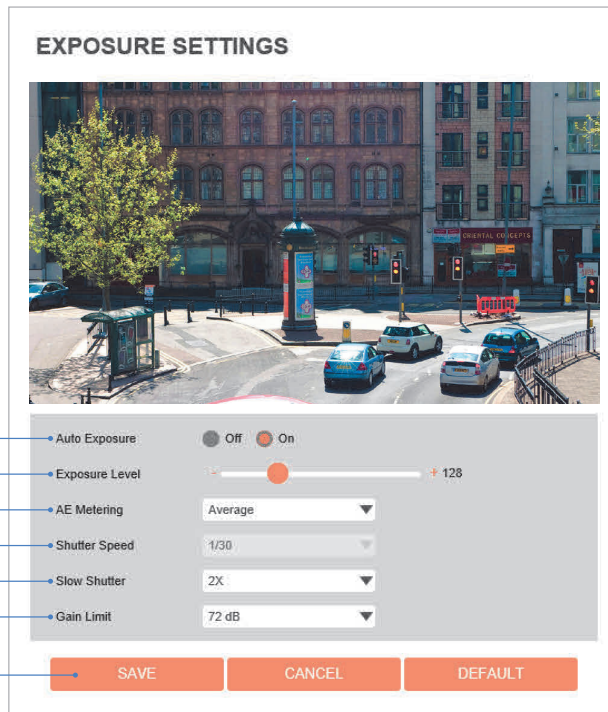 EXPOSURE SETTINGS
ORIENTAL CONCEPTS
Auto Exposure Off On
Exposure Level - + 128
AE Metering Average
Shutter Speed 1/30
Slow Shutter 2X
Gain Limit 72 dB
SAVE CANCEL DEFAULT